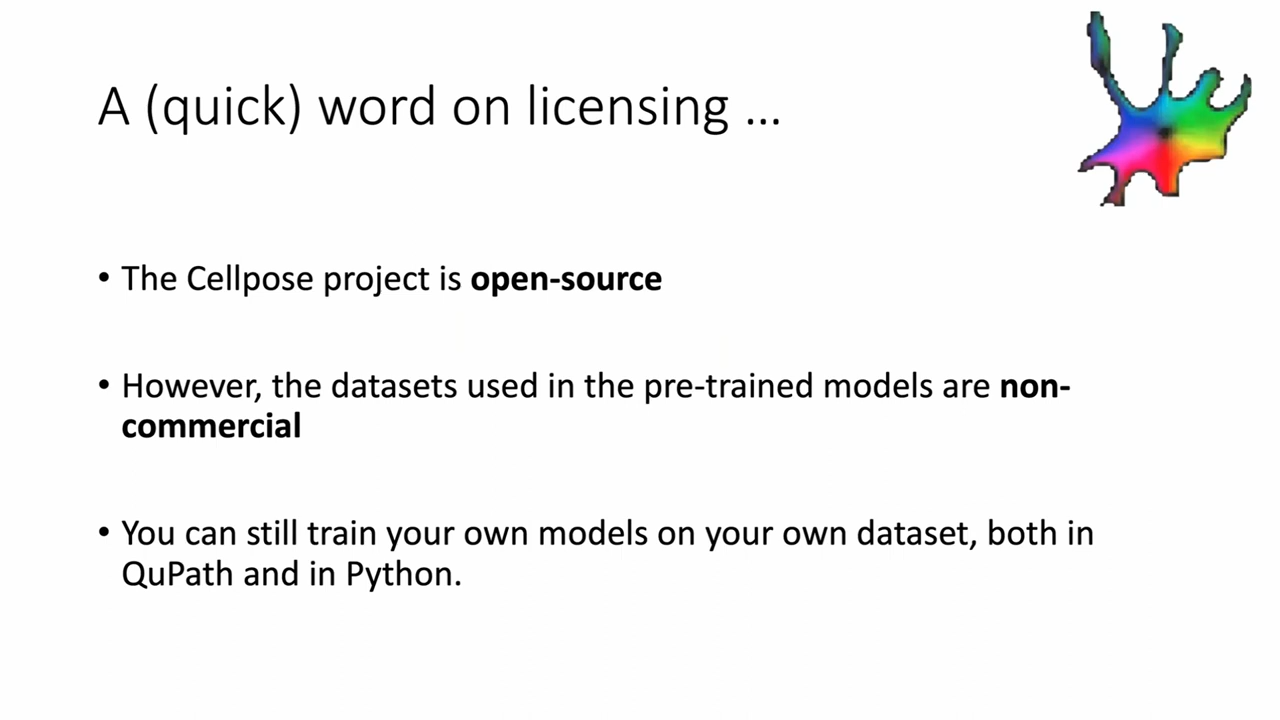 A (quick) word on licensing …
• The Cellpose project is open-source
• However, the datasets used in the pre-trained models are non-
commercial
• You can still train your own models on your own dataset, both in
QuPath and in Python.